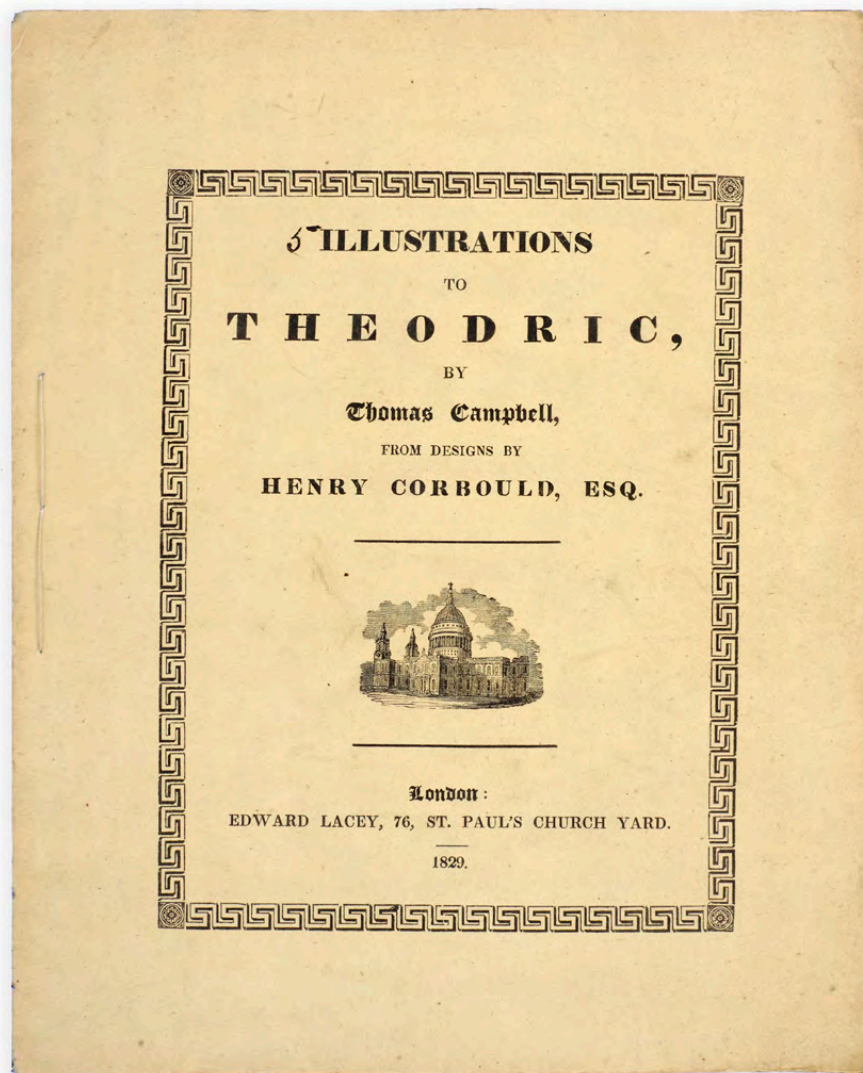 5 ILLUSTRATIONS
TO
THEODRIC,
BY
Thomas Campbell,
FROM DESIGNS BY
HENRY CORBOULD, ESQ.
London:
EDWARD LACEY, 76, ST. PAUL'S CHURCH YARD.
1829.